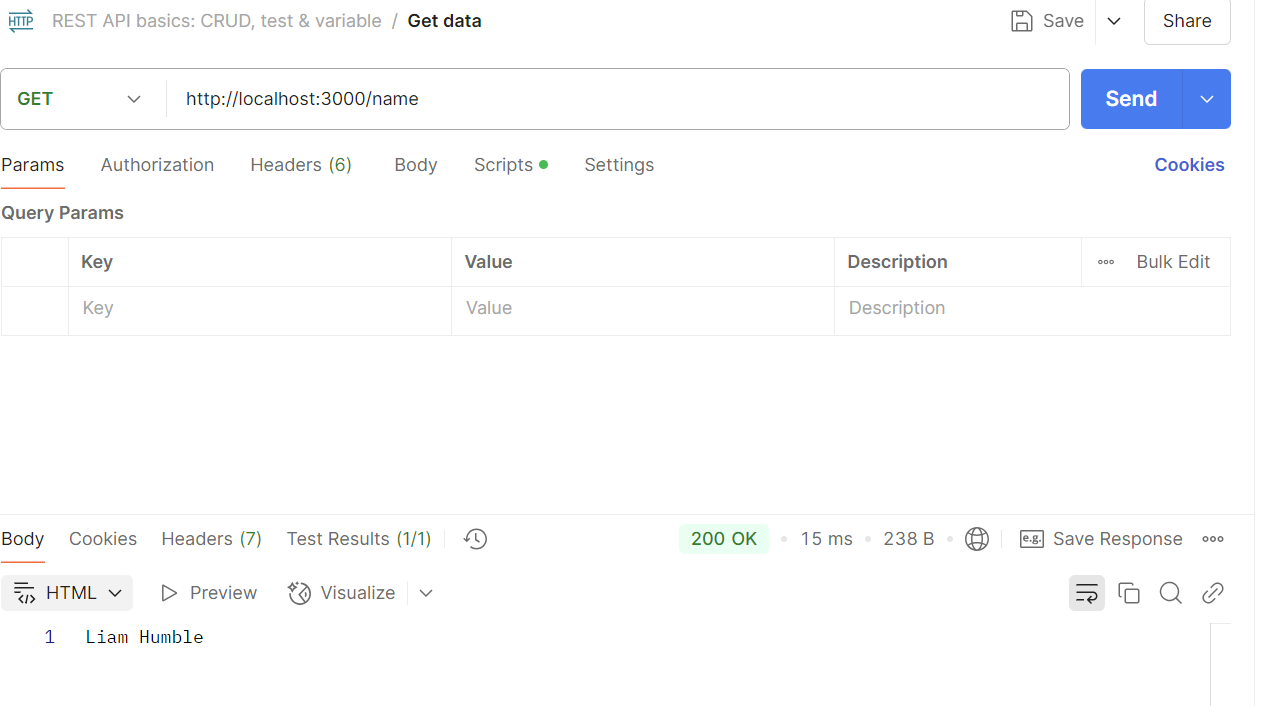 HTTP REST API basics: CRUD, test & variable / Get data Save Share
GET http://localhost:3000/name Send
Params Authorization Headers (6) Body Scripts Settings Cookies
Query Params
Key Value Description Bulk Edit
Key Value Description
Body Cookies Headers (7) Test Results (1/1) 200 OK 15 ms 238 B e.g. Save Response
HTML Preview Visualize
1 Liam Humble